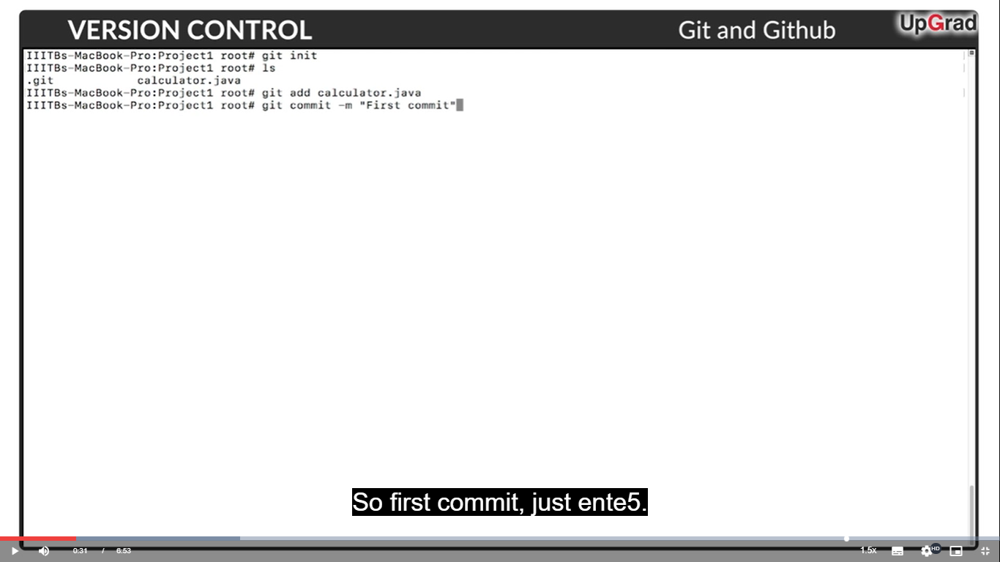 VERSION CONTROL
Git and Github
UpGrad
IIITBs-MacBook-Pro:Project1 root# git init
IIITBs-MacBook-Pro:Project1 root# ls
.git calculator.java
IIITBs-MacBook-Pro:Project1 root# git add calculator.java
IIITBs-MacBook-Pro:Project1 root# git commit -m "First commit"
So first commit, just ente5.
0:31 / 6:53
1.5x
HD